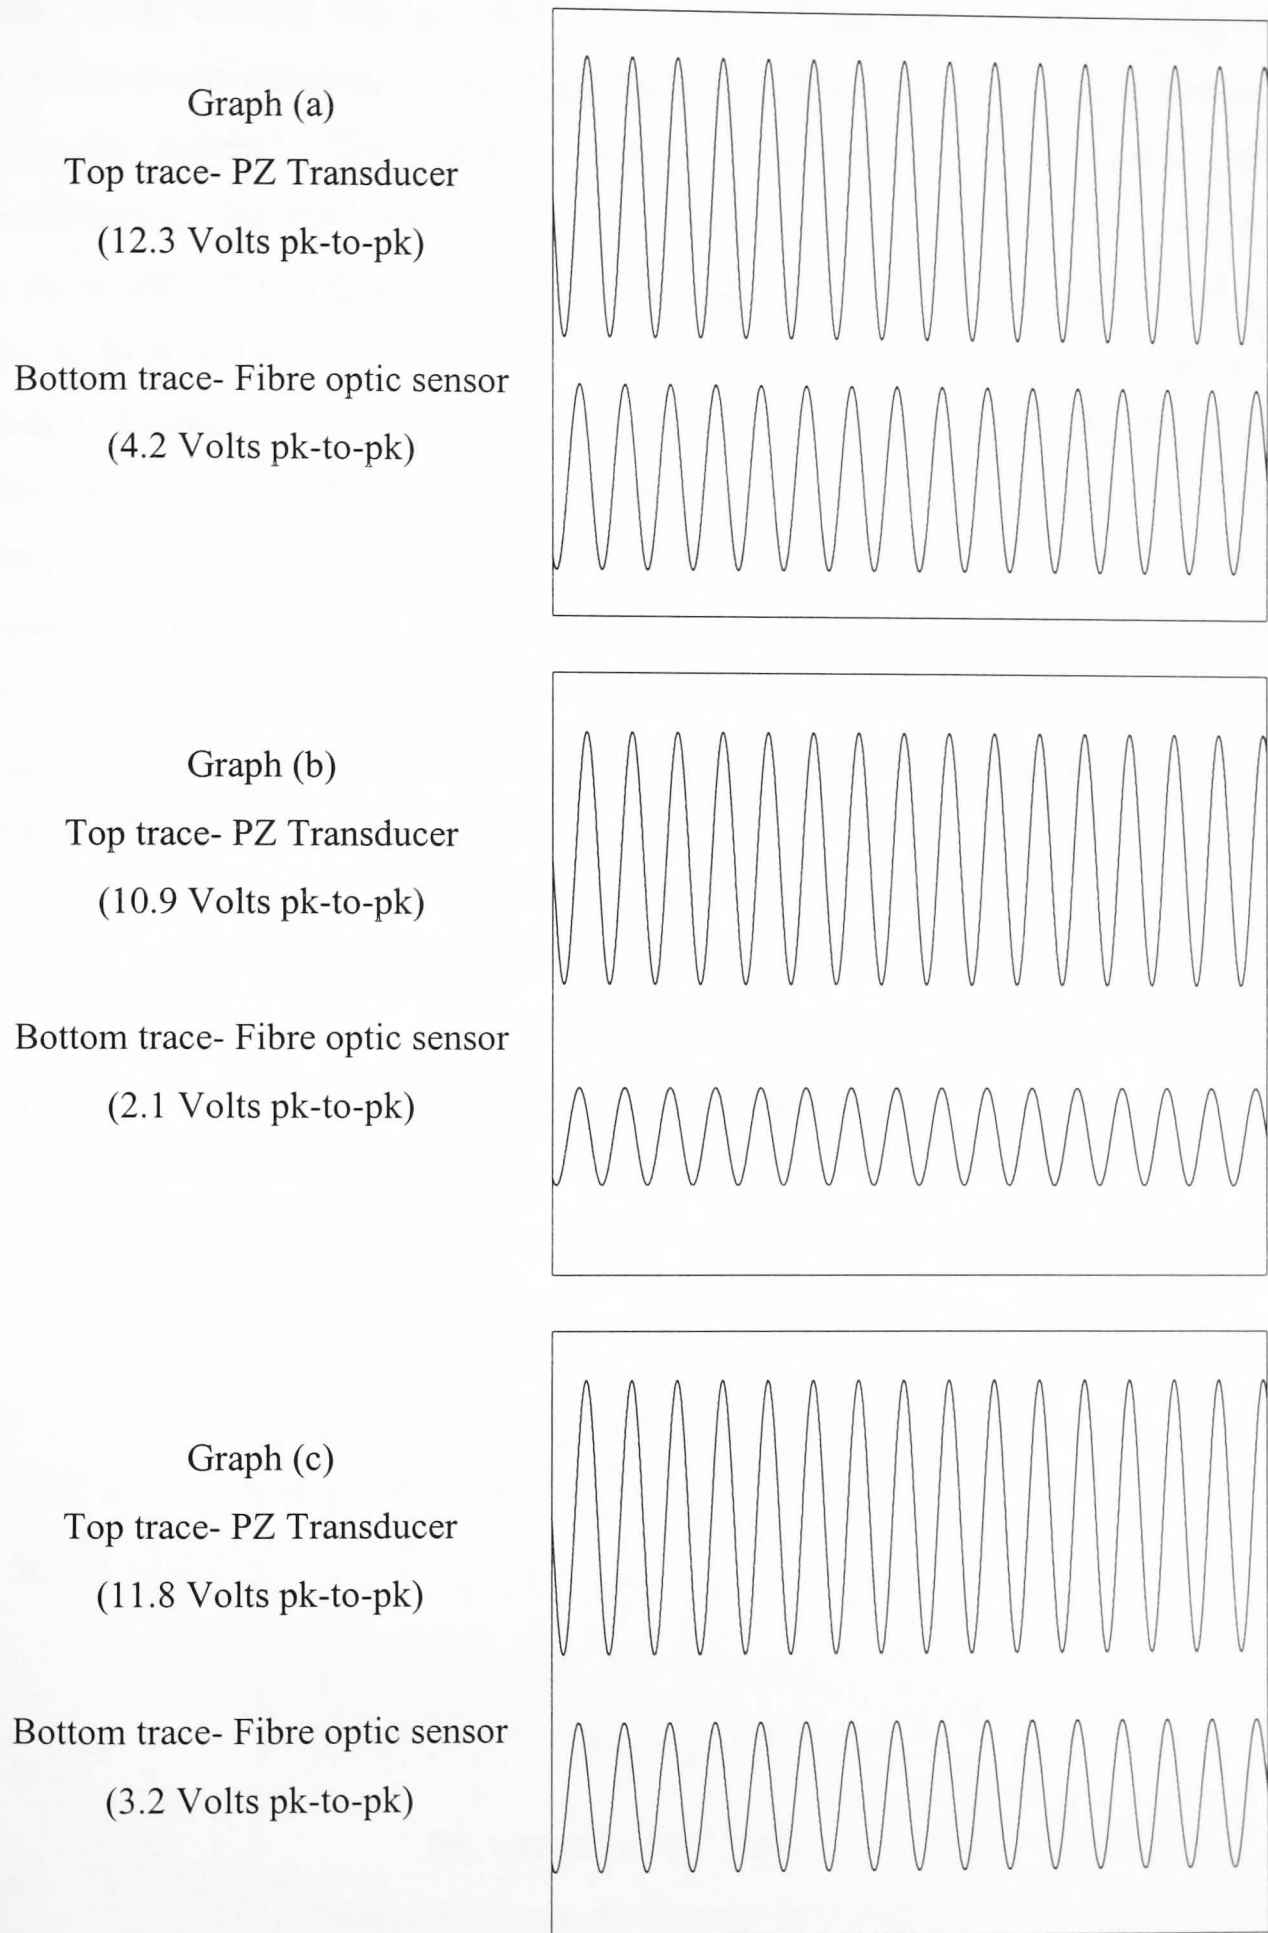 Graph (a)
Top trace- PZ Transducer
(12.3 Volts pk-to-pk)
Bottom trace- Fibre optic sensor
(4.2 Volts pk-to-pk)
Graph (b)
Top trace- PZ Transducer
(10.9 Volts pk-to-pk)
Bottom trace- Fibre optic sensor
(2.1 Volts pk-to-pk)
Graph (c)
Top trace- PZ Transducer
(11.8 Volts pk-to-pk)
Bottom trace- Fibre optic sensor
(3.2 Volts pk-to-pk)